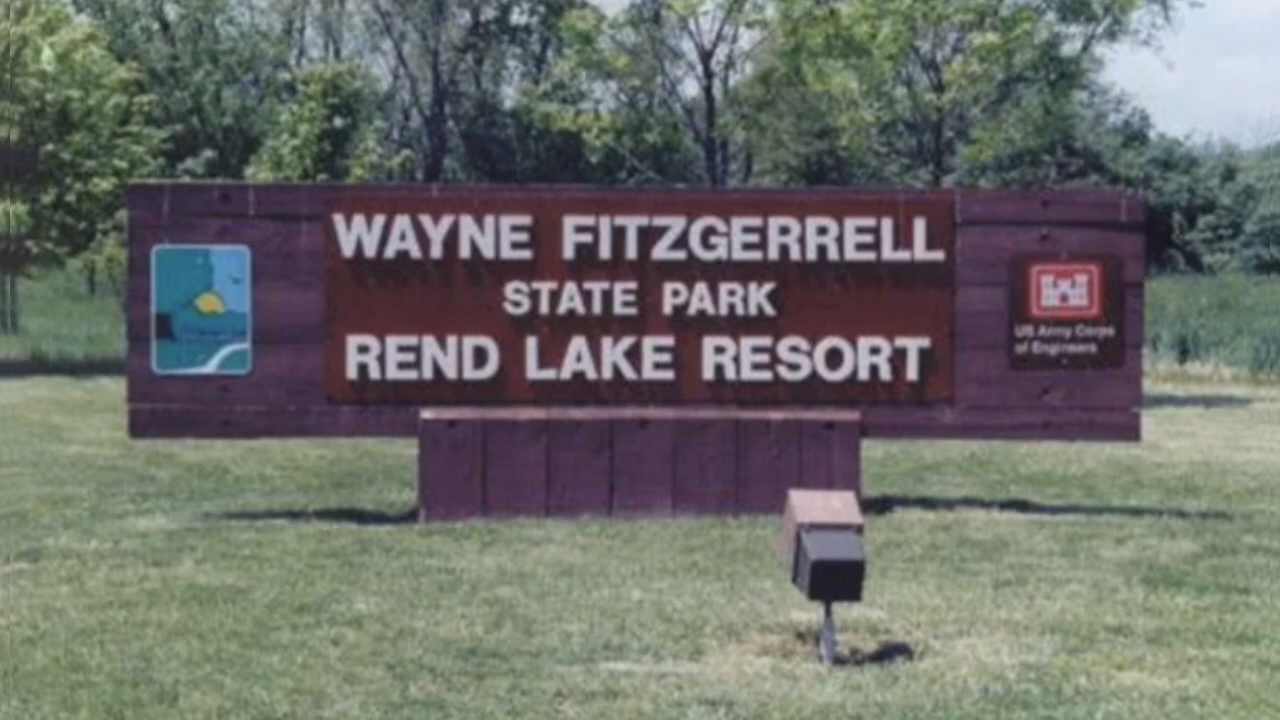 WAYNE FITZGERRELL
STATE PARK
REND LAKE RESORT
US Army Corps
of Engineers